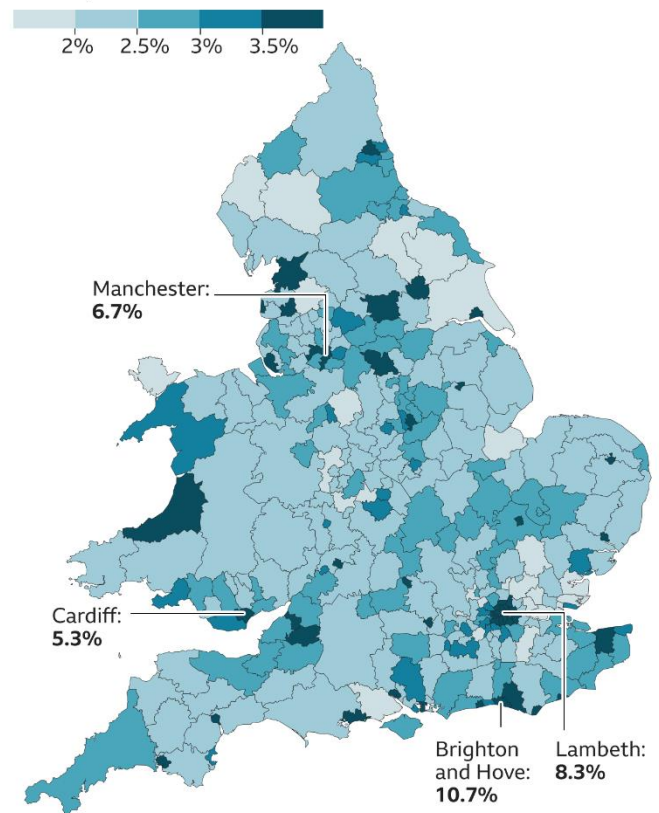 2% 2.5% 3% 3.5%
Manchester:
6.7%
Cardiff:
5.3%
Brighton
and Hove:
10.7%
Lambeth:
8.3%